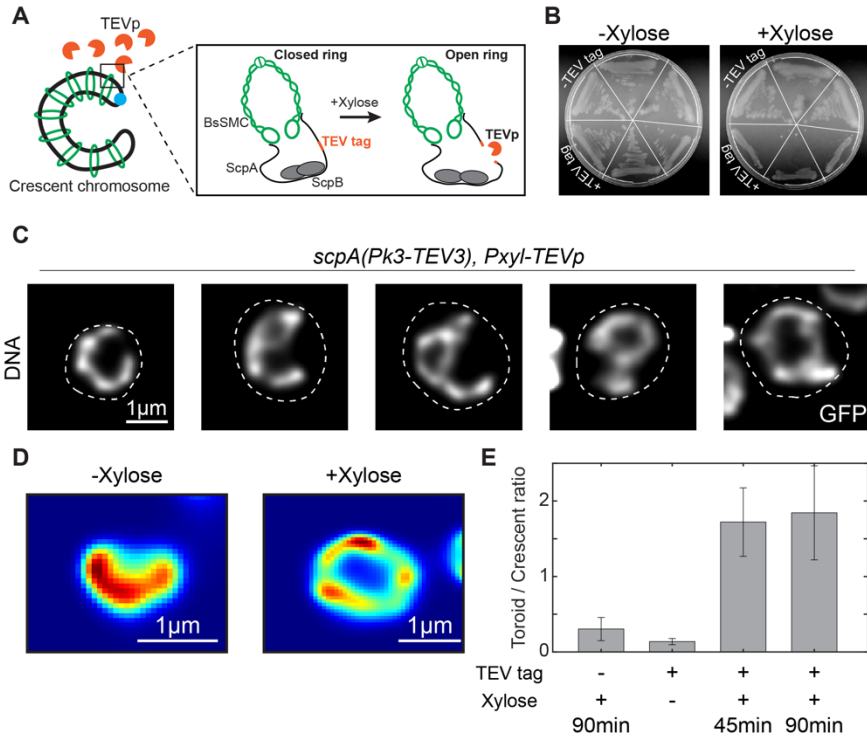 A
TEVp
Crescent chromosome
Closed ring
Open ring
+Xylose
BsSMC
TEV tag
TEVp
ScpA
ScpB
B
-Xylose
+Xylose
-TEV tag
+TEV tag
-TEV tag
+TEV tag
C
scpA(Pk3-TEV3), Pxyl-TEVp
DNA
1μm
GFP
D
-Xylose
+Xylose
1μm
1μm
E
Toroid / Crescent ratio
2
1
0
TEV tag - + + +
Xylose + - + +
90min 45min 90min